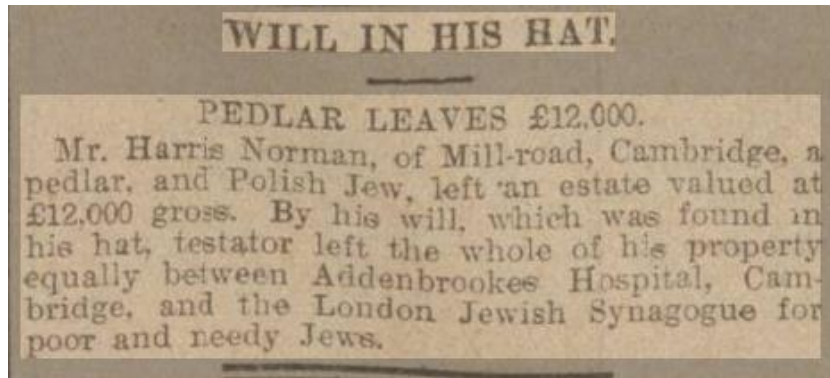 WILL IN HIS HAT.
PEDLAR LEAVES £12,000.
Mr. Harris Norman, of Mill-road, Cambridge, a
pedlar, and Polish Jew, left an estate valued at
£12,000 gross. By his will, which was found in
his hat, testator left the whole of his property
equally between Addenbrookes Hospital, Cam-
bridge, and the London Jewish Synagogue for
poor and needy Jews.